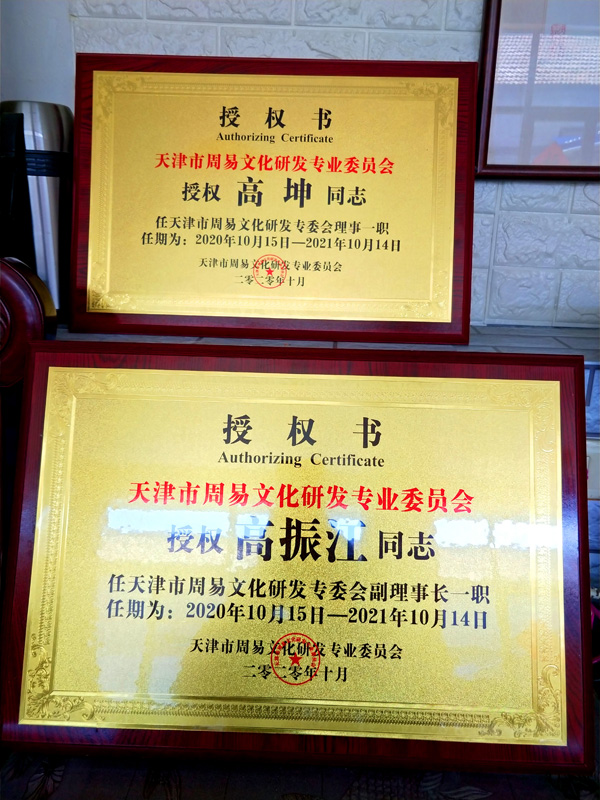 授权书
Authorizing Certificate
天津市周易文化研发专业委员会
授权 高坤 同志
任天津市周易文化研发专委会理事一职
任期为：2020年10月15日—2021年10月14日
天津市周易文化研发专业委员会
二零二零年十月
授权书
Authorizing Certificate
天津市周易文化研发专业委员会
授权 高振江 同志
任天津市周易文化研发专委会副理事长一职
任期为：2020年10月15日—2021年10月14日
天津市周易文化研发专业委员会
二零二零年十月